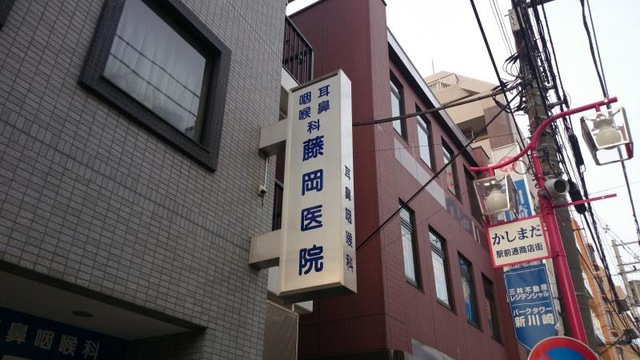 耳鼻
咽喉科
藤岡医院
耳鼻咽喉科
かしまだ
駅前通商店街
三井不動産
レジデンシャル
パークタワー
新川崎
鼻咽喉科